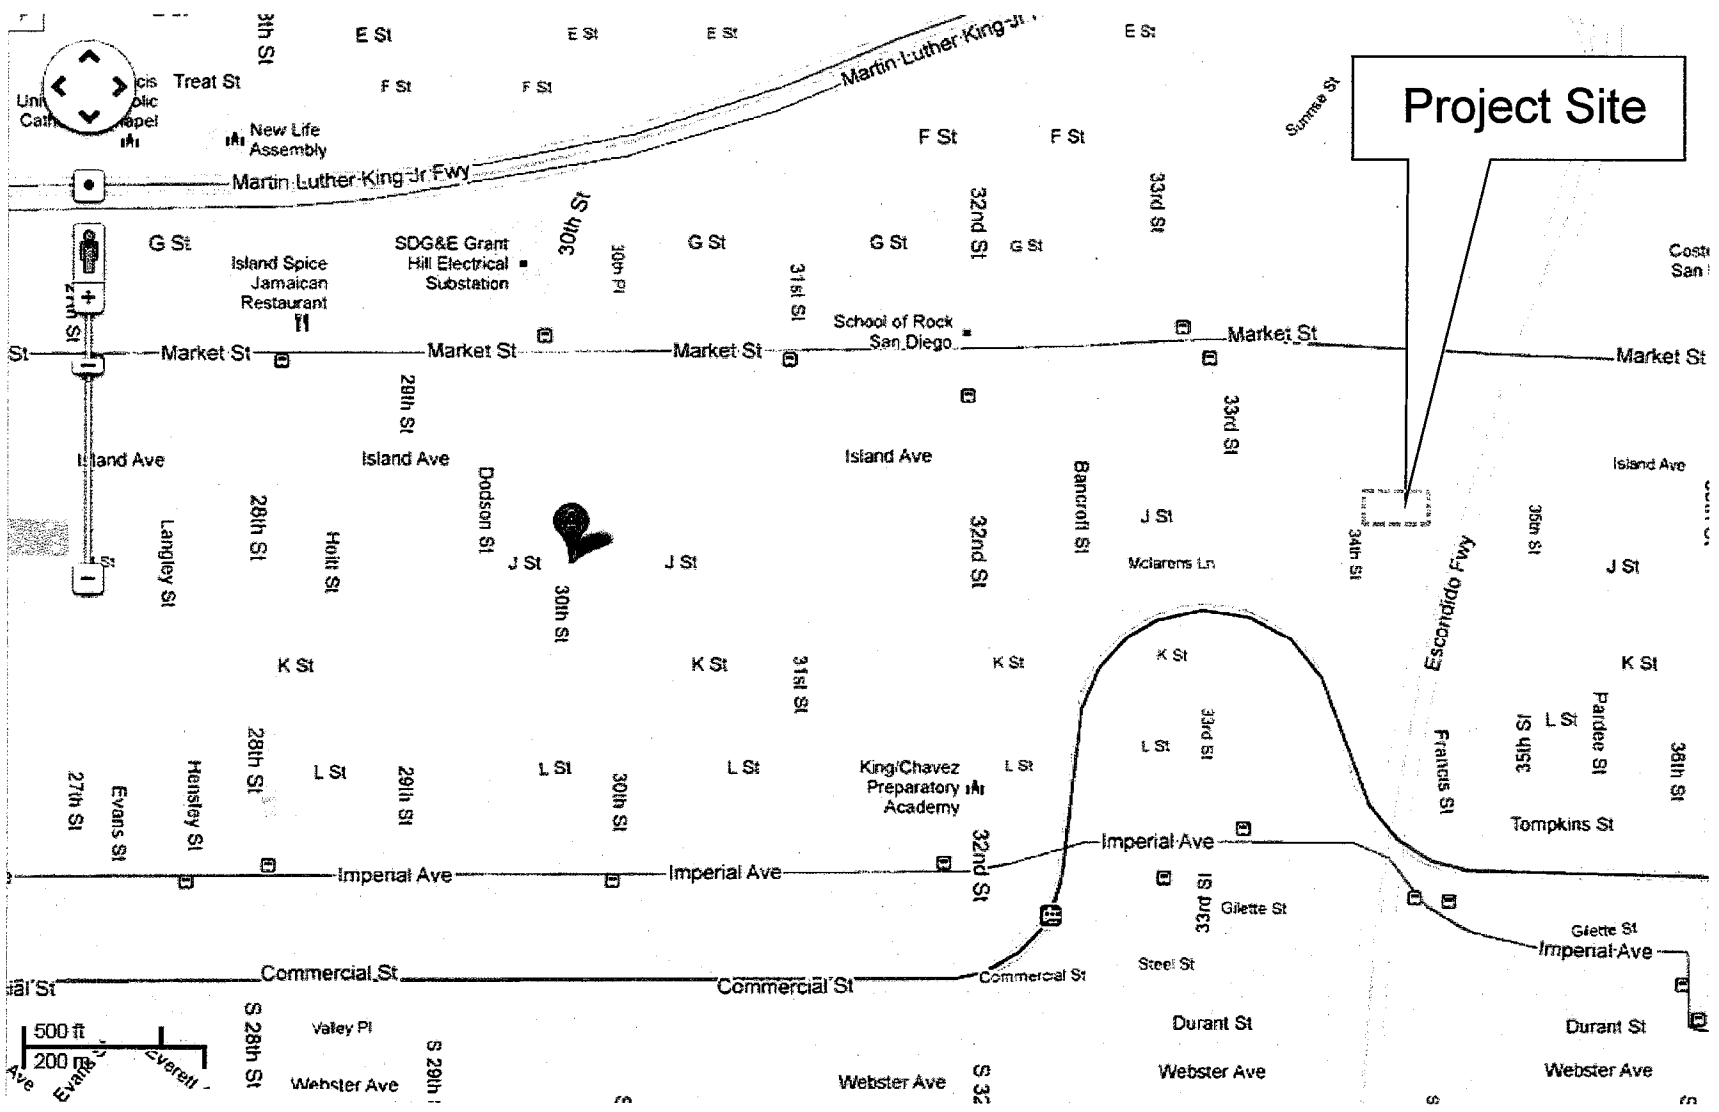 E St
E St
E St
E St
Martin Luther King Jr
Treat St
F St
F St
F St
F St
Sunrise St
Project Site
New Life
Assembly
Martin Luther King Jr Fwy
30th St
32nd St
33rd St
G St
SDG&E Grant
Hill Electrical
Substation
G St
G St
G St
30th Pl
31st St
Island Spice
Jamaican
Restaurant
School of Rock
San Diego
St
Market St
Market St
Market St
Market St
Market St
29th St
33rd St
Island Ave
Island Ave
Island Ave
Island Ave
Dodson St
Bancroft St
28th St
Langley St
Hoitt St
32nd St
J St
35th St
34th St
J St
J St
Mclarens Ln
J St
30th St
Escondido Fwy
K St
K St
31st St
K St
K St
K St
33rd St
L St
Pardee St
35th St
Francis St
36th St
28th St
L St
27th St
Evans St
Hensley St
L St
29th St
L St
30th St
L St
King/Chavez
Preparatory
Academy
L St
Tompkins St
32nd St
Imperial Ave
Imperial Ave
Imperial Ave
33rd St
Gilette St
Gilette St
Imperial Ave
Steel St
Commercial St
Commercial St
Commercial St
ial St
S 28th St
Valley Pl
S 29th
500 ft
200 m
Ave
Evans
Everett
Durant St
Durant St
Webster Ave
Webster Ave
S 32
Webster Ave
Webster Ave